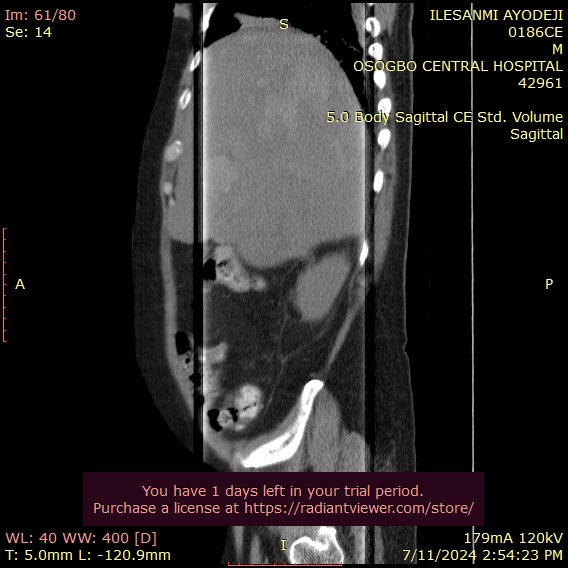 Im: 61/80
Se: 14
S
ILESANMI AYODEJI
0186CE
M
OSOGBO CENTRAL HOSPITAL
42961
5.0 Body Sagittal CE Std. Volume
Sagittal
A
P
You have 1 days left in your trial period.
Purchase a license at https://radiantviewer.com/store/
WL: 40 WW: 400 [D]
T: 5.0mm L: -120.9mm
I
179mA 120kV
7/11/2024 2:54:23 PM